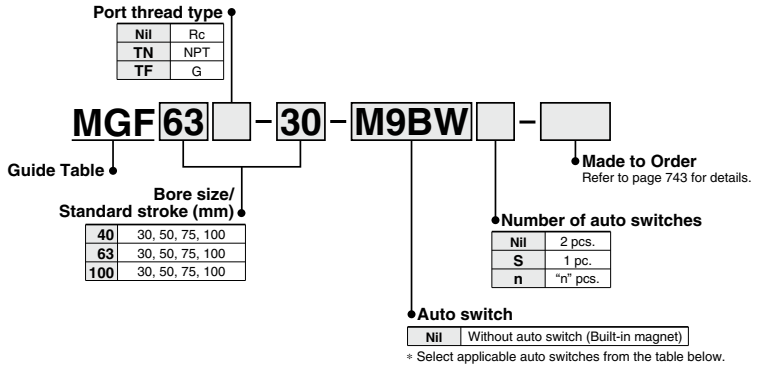 Port thread type
Nil Rc
TN NPT
TF G
MGF 63 - 30 - M9BW -
Guide Table
Bore size/
Standard stroke (mm)
40 30, 50, 75, 100
63 30, 50, 75, 100
100 30, 50, 75, 100
Made to Order
Refer to page 743 for details.
Number of auto switches
Nil 2 pcs.
S 1 pc.
n “n” pcs.
Auto switch
Nil Without auto switch (Built-in magnet)
* Select applicable auto switches from the table below.